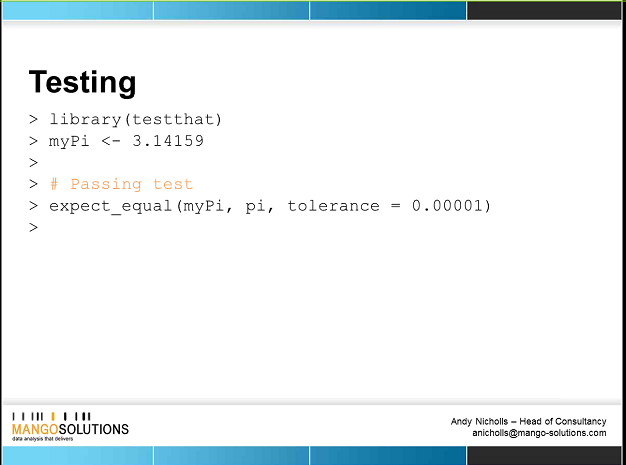 Testing
> library(testthat)
> myPi <- 3.14159
>
> # Passing test
> expect_equal(myPi, pi, tolerance = 0.00001)
>
MANGOSOLUTIONS
data analysis that delivers
Andy Nicholls – Head of Consultancy
anicholls@mango-solutions.com